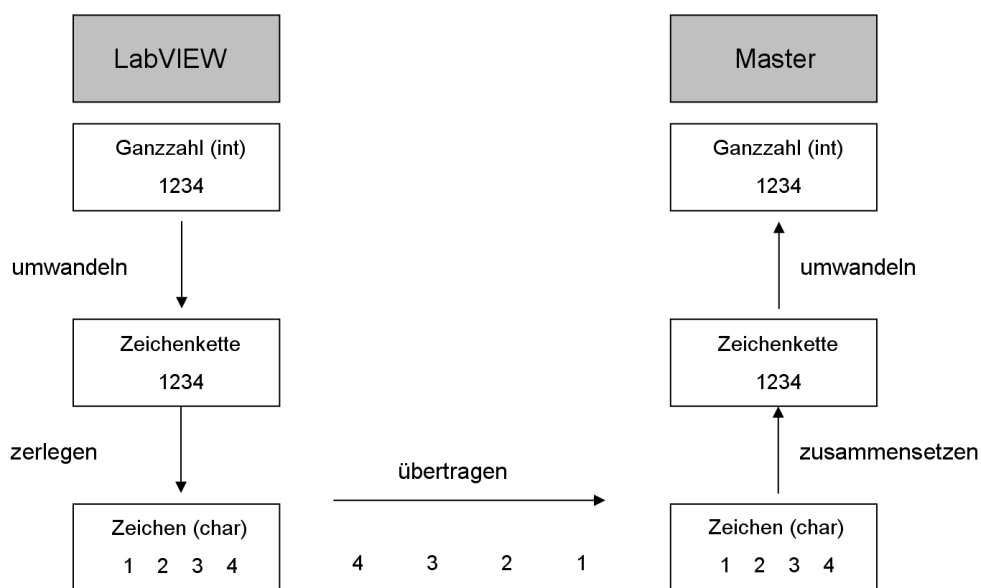 LabVIEW
Master
Ganzzahl (int)
1234
Ganzzahl (int)
1234
umwandeln
umwandeln
Zeichenkette
1234
Zeichenkette
1234
zerlegen
zusammensetzen
übertragen
Zeichen (char)
1 2 3 4
4 3 2 1
Zeichen (char)
1 2 3 4